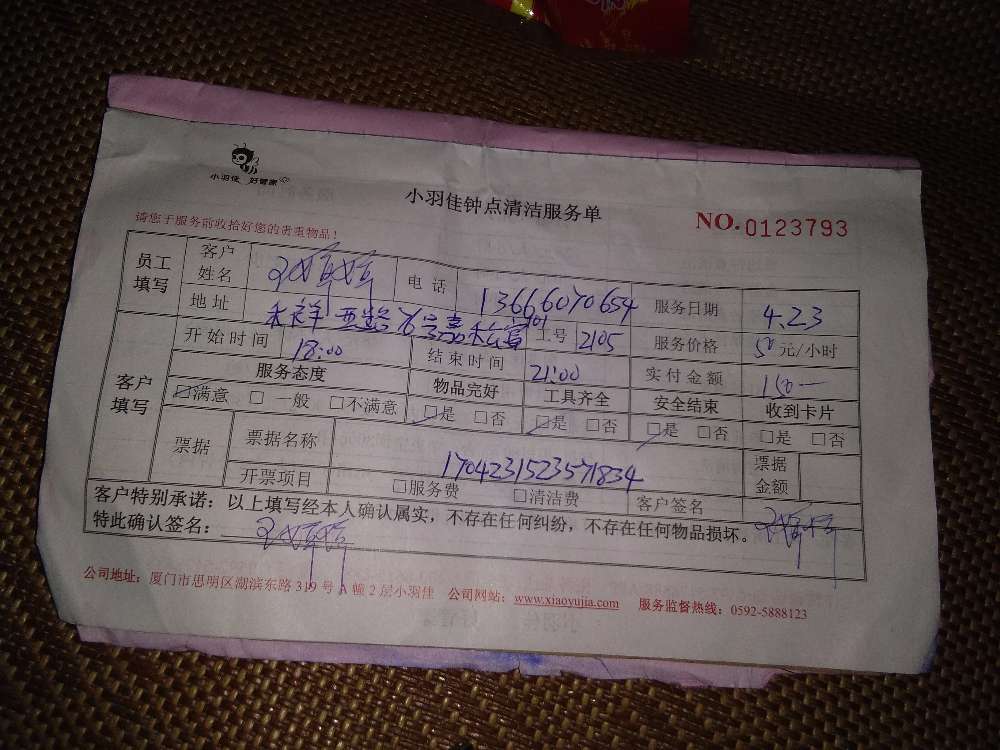 小羽佳 好管家
小羽佳钟点清洁服务单
NO.0123793
请您于服务前收拾好您的贵重物品！
员工填写 客户姓名 电话 13666070654 服务日期 4.23
地址 工号 2105 服务价格 50元/小时
客户填写 开始时间 18:00 结束时间 21:00 实付金额 150—
服务态度 物品完好 工具齐全 安全结束 收到卡片
☑满意 □一般 □不满意 ☑是 □否 ☑是 □否 ☑是 □否 □是 □否
票据 票据名称 1704231523571834 票据金额
开票项目 □服务费 □清洁费 客户签名
客户特别承诺：以上填写经本人确认属实，不存在任何纠纷，不存在任何物品损坏。
特此确认签名：
公司地址：厦门市思明区湖滨东路319号A幢2层小羽佳 公司网站：www.xiaoyujia.com 服务监督热线：0592-5888123